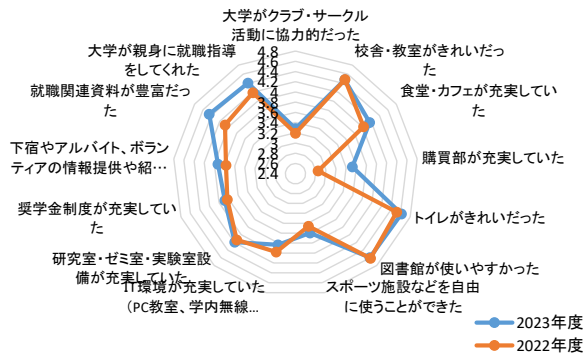 大学がクラブ・サークル
活動に協力的だった
校舎・教室がきれいだっ
た
食堂・カフェが充実してい
た
購買部が充実していた
トイレがきれいだった
図書館が使いやすかった
スポーツ施設などを自由
に使うことができた
IT環境が充実していた
（PC教室、学内無線…
研究室・ゼミ室・実験室設
備が充実していた
奨学金制度が充実してい
た
下宿やアルバイト、ボラン
ティアの情報提供や紹…
就職関連資料が豊富だっ
た
大学が親身に就職指導
をしてくれた
4.8
4.6
4.4
4.2
4
3.8
3.6
3.4
3.2
3
2.8
2.6
2.4
2023年度
2022年度